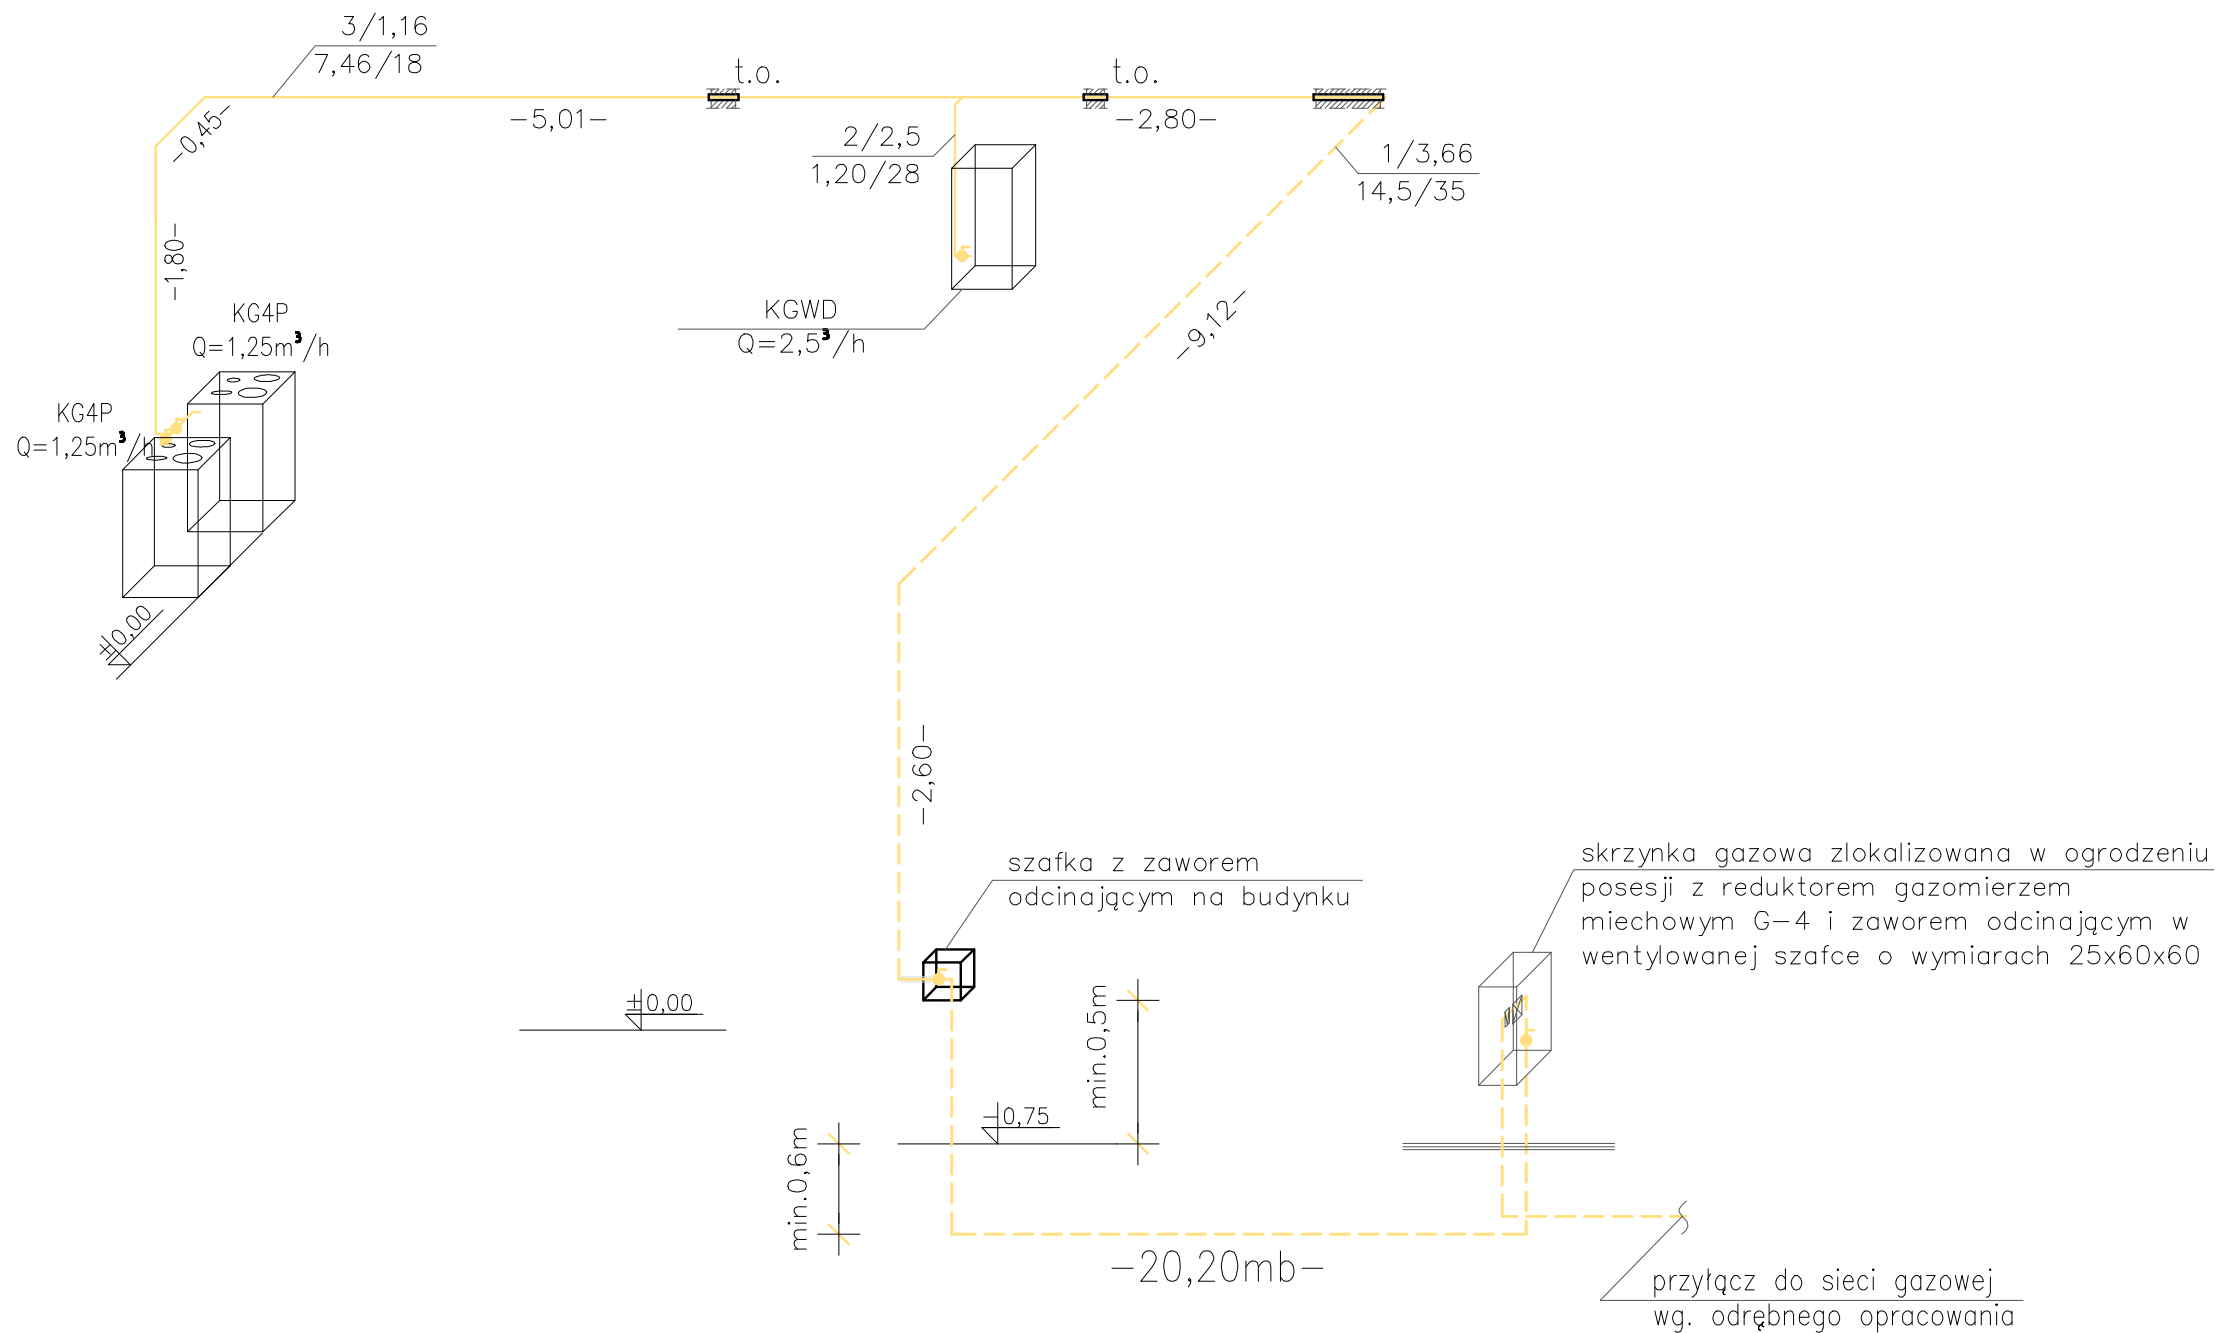 3/1,16
7,46/18
t.o.
t.o.
-0,45-
-5,01-
-2,80-
2/2,5
1,20/28
1/3,66
14,5/35
-1,80-
KGWD
Q=2,5³/h
-9,12-
KG4P
Q=1,25m³/h
KG4P
Q=1,25m³/h
±0,00
-2,60-
szafka z zaworem
odcinającym na budynku
skrzynka gazowa zlokalizowana w ogrodzeniu
posesji z reduktorem gazomierzem
miechowym G-4 i zaworem odcinającym w
wentylowanej szafce o wymiarach 25x60x60
±0,00
min.0,5m
-0,75
min.0,6m
-20,20mb-
przyłącz do sieci gazowej
wg. odrębnego opracowania